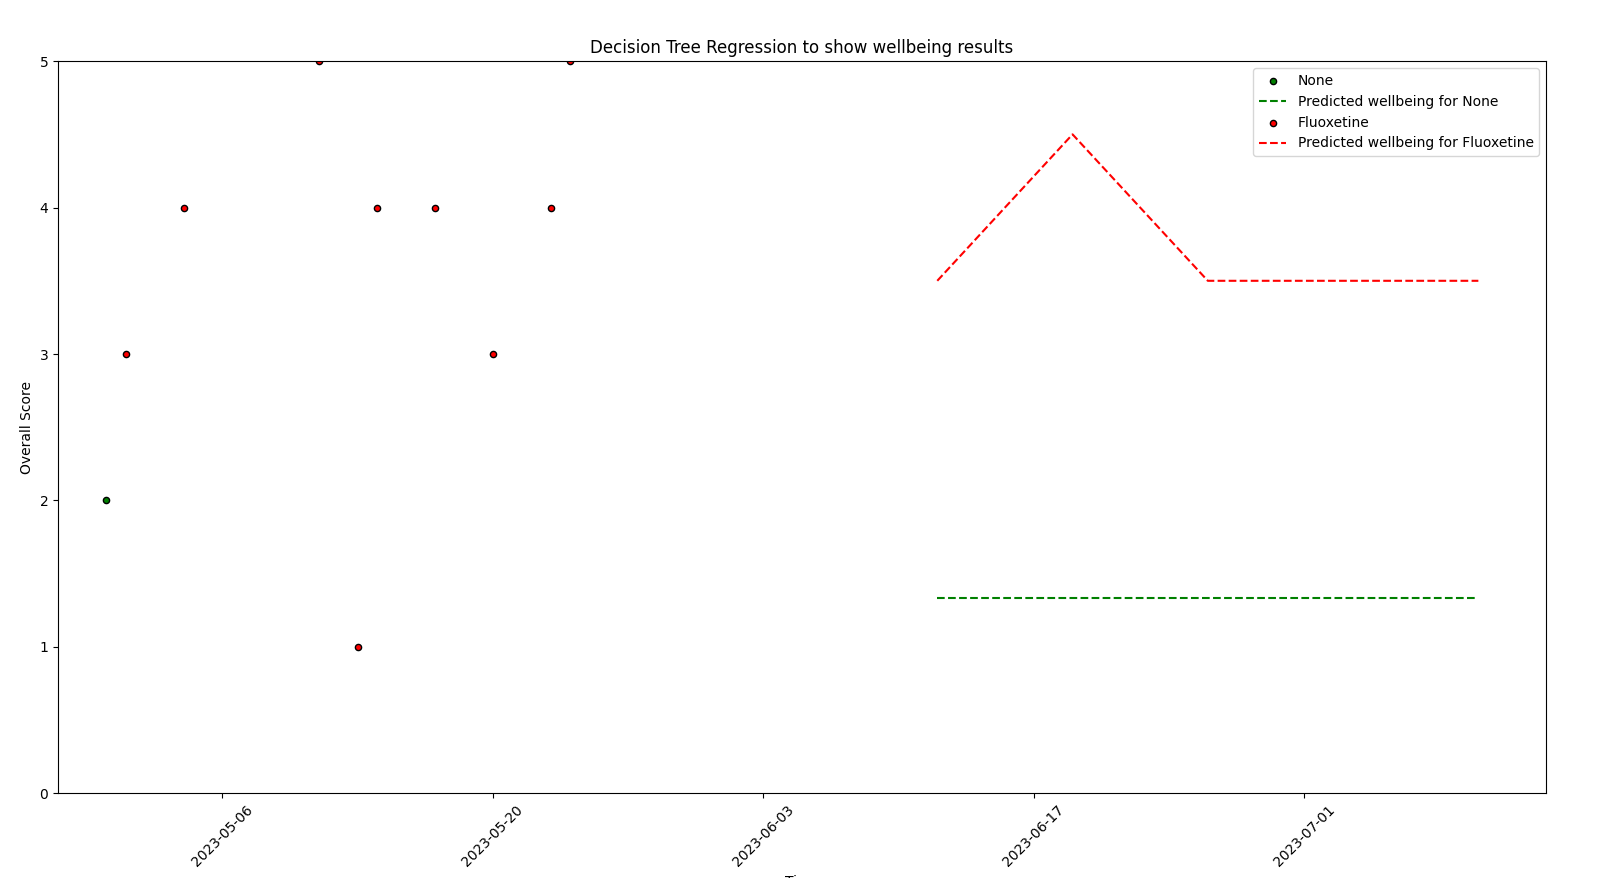 Decision Tree Regression to show wellbeing results
None
Predicted wellbeing for None
Fluoxetine
Predicted wellbeing for Fluoxetine
5
4
3
2
1
0
Overall Score
2023-05-06
2023-05-20
2023-06-03
2023-06-17
2023-07-01